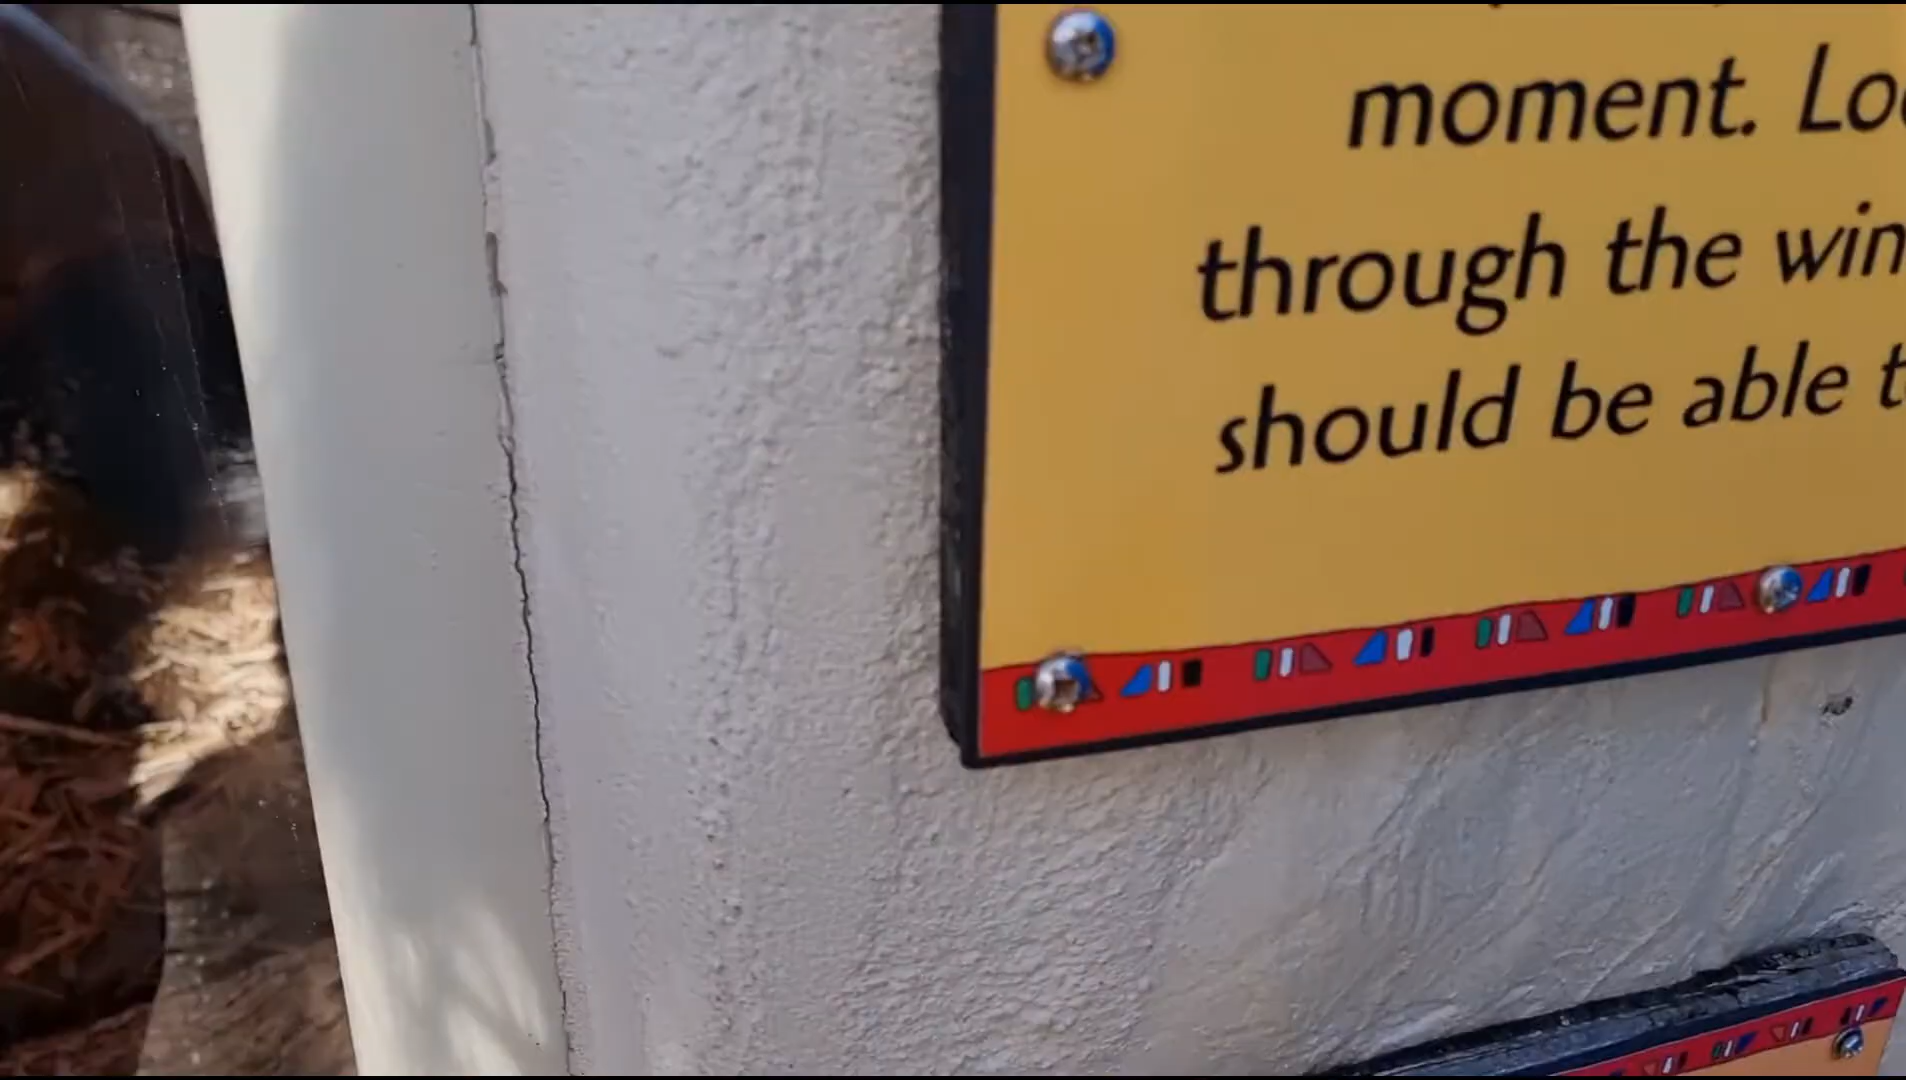 moment.
through the
should be able